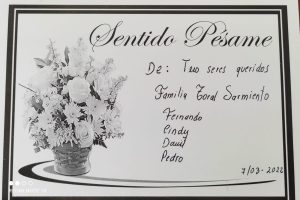 Sentido Pésame
De: Tus seres queridos
Familia Toral Sarmiento
Fernando
Cindy
David
Pedro
7/03-2022